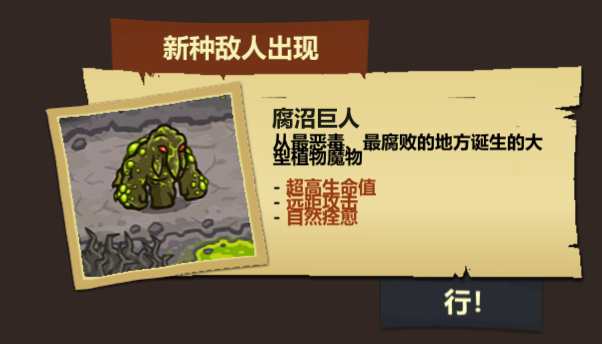 新种敌人出现
腐沼巨人
从最恶毒、最腐败的地方诞生的大
型植物魔物
- 超高生命值
- 远距攻击
- 自然痊愈
行!